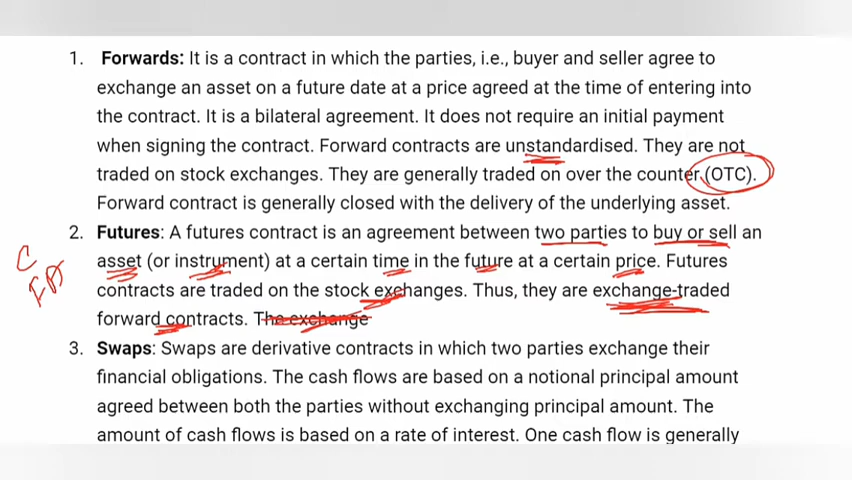 1. Forwards: It is a contract in which the parties, i.e., buyer and seller agree to
exchange an asset on a future date at a price agreed at the time of entering into
the contract. It is a bilateral agreement. It does not require an initial payment
when signing the contract. Forward contracts are unstandardised. They are not
traded on stock exchanges. They are generally traded on over the counter (OTC).
Forward contract is generally closed with the delivery of the underlying asset.
2. Futures: A futures contract is an agreement between two parties to buy or sell an
asset (or instrument) at a certain time in the future at a certain price. Futures
C
contracts are traded on the stock exchanges. Thus, they are exchange-traded
forward contracts. The exchange
3. Swaps: Swaps are derivative contracts in which two parties exchange their
financial obligations. The cash flows are based on a notional principal amount
agreed between both the parties without exchanging principal amount. The
amount of cash flows is based on a rate of interest. One cash flow is generally